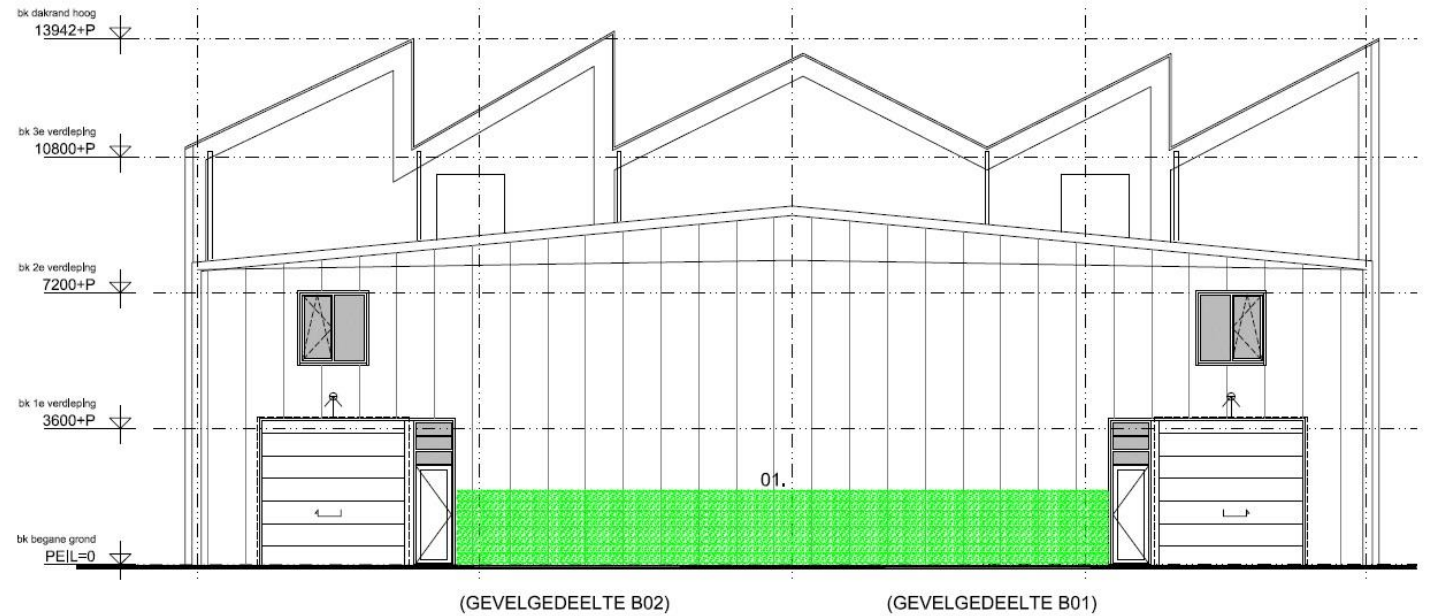 bk dakrand hoog
13942+P
bk 3e verdieping
10800+P
bk 2e verdieping
7200+P
bk 1e verdieping
3600+P
01.
bk begane grond
PEIL=0
(GEVELGEDEELTE B02)
(GEVELGEDEELTE B01)